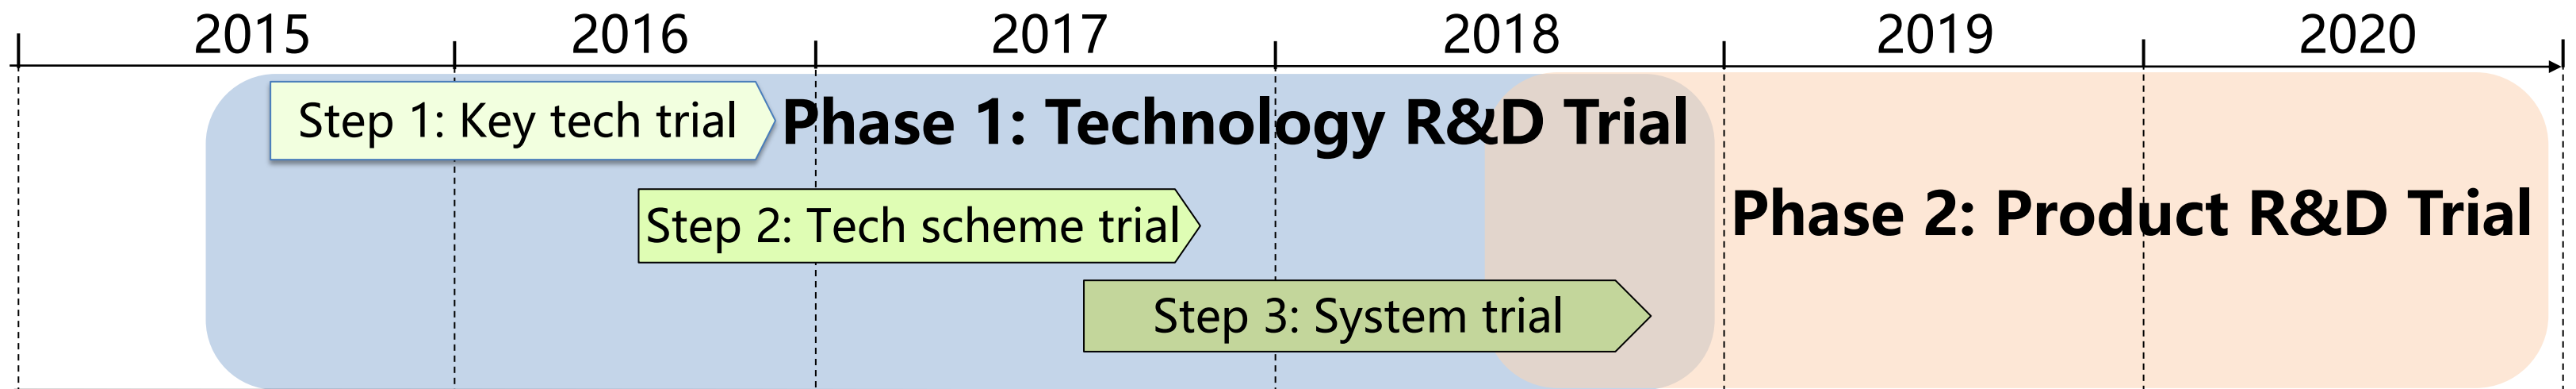 2015 2016 2017 2018 2019 2020
Step 1: Key tech trial
Phase 1: Technology R&D Trial
Step 2: Tech scheme trial
Phase 2: Product R&D Trial
Step 3: System trial